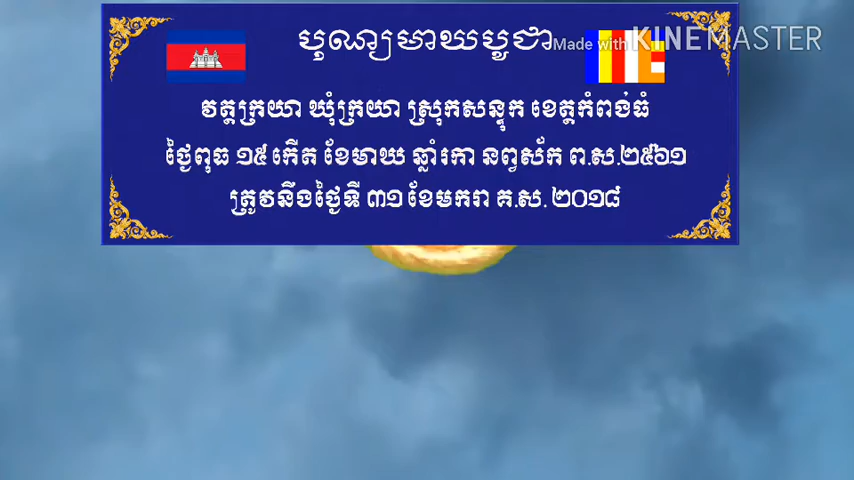 បុណ្យមាឃបូជា
Made with KINEMASTER
វត្តក្រយា ឃុំក្រយា ស្រុកសន្ទុក ខេត្តកំពង់ធំ
ថ្ងៃពុធ ១៥កើត ខែមាឃ ឆ្នាំរកា នព្វស័ក ព.ស.២៥៦១
ត្រូវនឹងថ្ងៃទី ៣១ខែមករា គ.ស.២០១៨